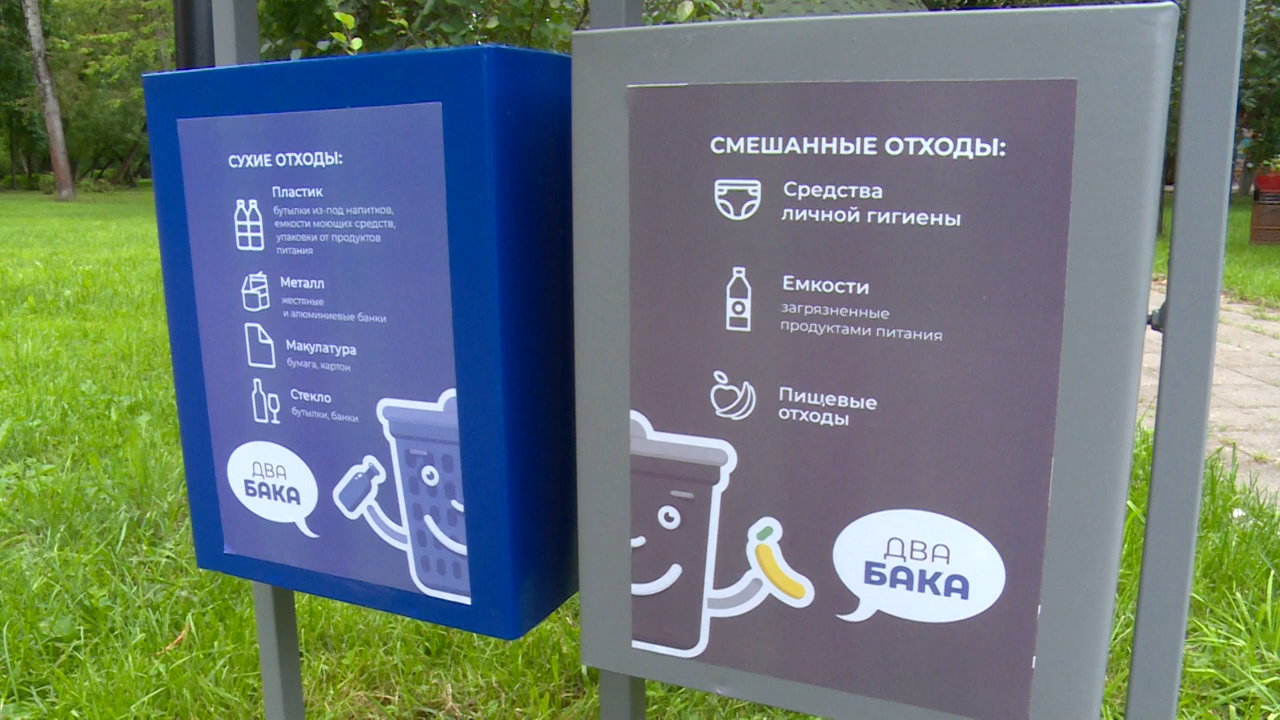 СУХИЕ ОТХОДЫ:
Пластик
бутылки из-под напитков,
емкости моющих средств,
упаковки от продуктов
питания
Металл
жестяные
и алюминиевые банки
Макулатура
бумага, картон
Стекло
бутылки, банки
ДВА
БАКА
СМЕШАННЫЕ ОТХОДЫ:
Средства
личной гигиены
Емкости
загрязненные
продуктами питания
Пищевые
отходы
ДВА
БАКА